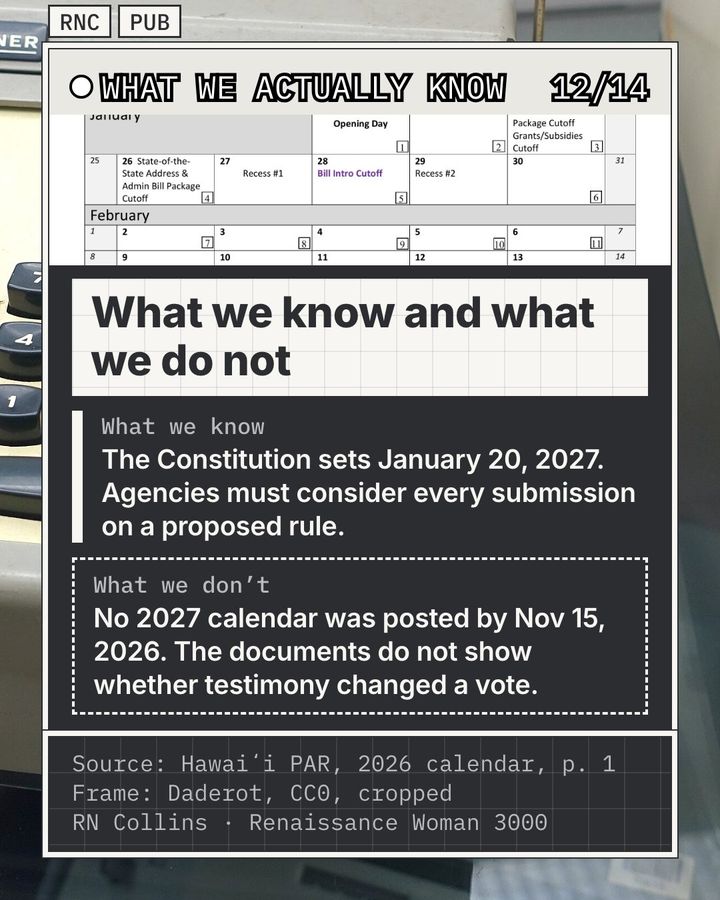 NER
RNC PUB
WHAT WE ACTUALLY KNOW 12/14
January
Opening Day 1
2
Package Cutoff
Grants/Subsidies
Cutoff 3
25
26 State-of-the-
State Address &
Admin Bill Package
Cutoff 4
27
Recess #1
28
Bill Intro Cutoff
5
29
Recess #2
30
6
31
February
1 2 7 3 8 4 9 5 10 6 11 7
8 9 10 11 12 13 14
7
4
1
What we know and what
we do not
What we know
The Constitution sets January 20, 2027.
Agencies must consider every submission
on a proposed rule.
What we don’t
No 2027 calendar was posted by Nov 15,
2026. The documents do not show
whether testimony changed a vote.
Source: Hawaiʻi PAR, 2026 calendar, p. 1
Frame: Daderot, CC0, cropped
RN Collins · Renaissance Woman 3000